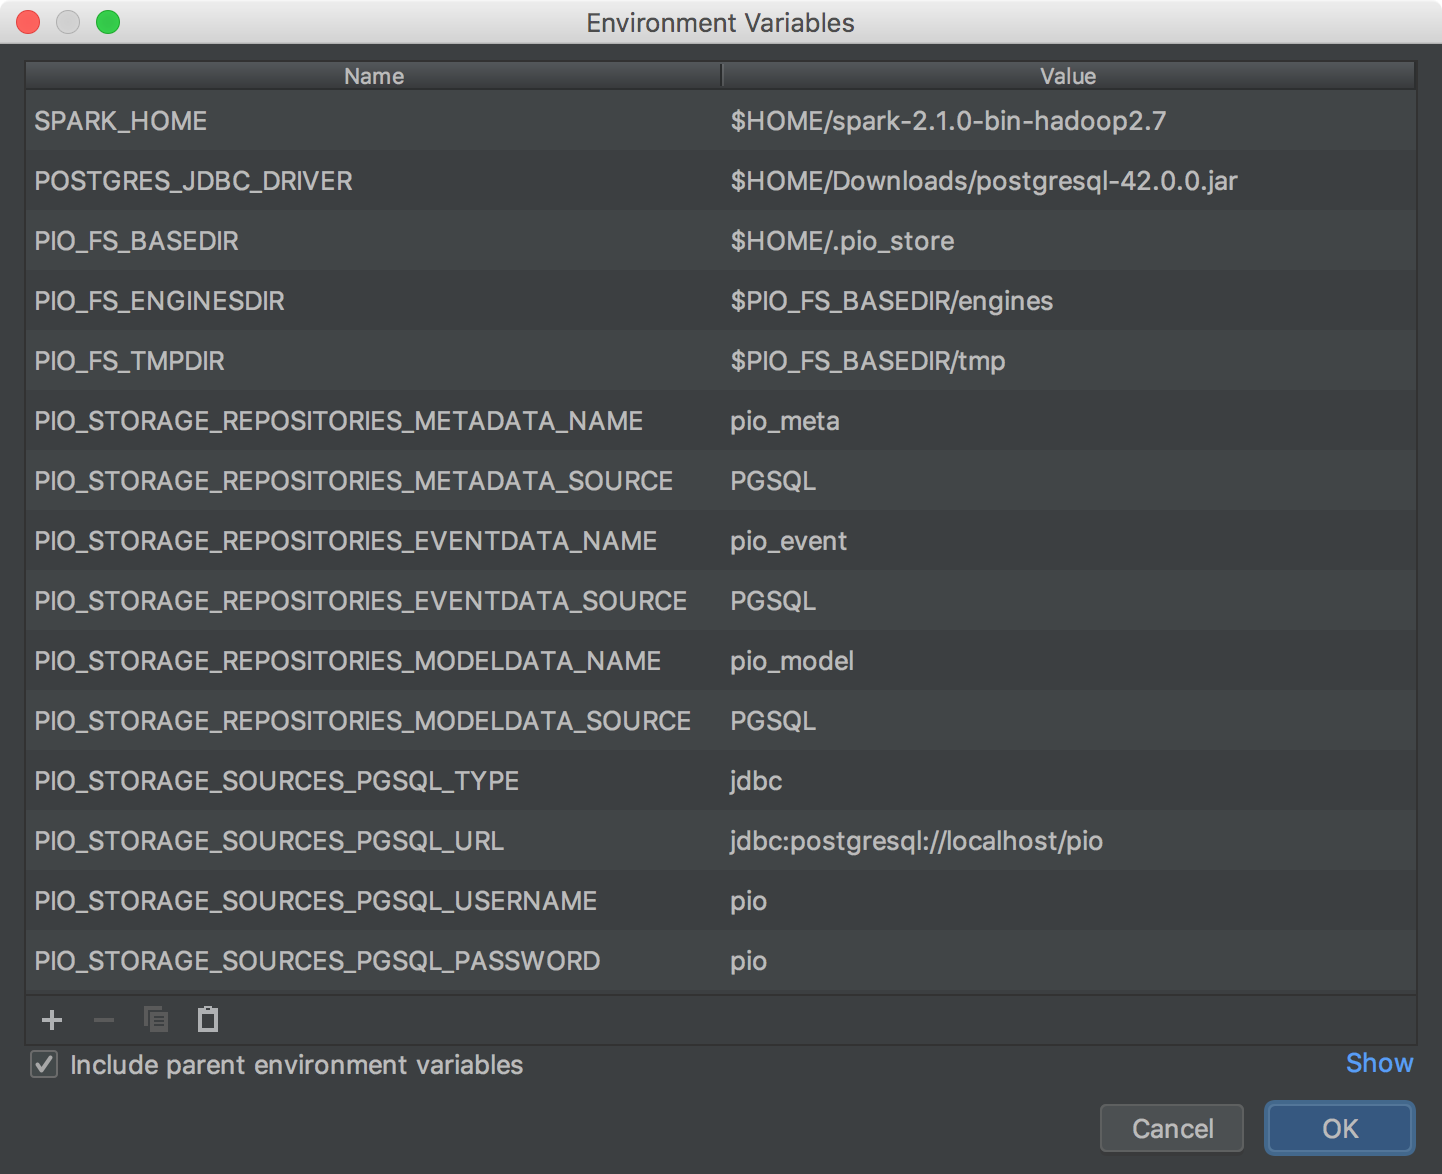 Environment Variables
Name Value
SPARK_HOME $HOME/spark-2.1.0-bin-hadoop2.7
POSTGRES_JDBC_DRIVER $HOME/Downloads/postgresql-42.0.0.jar
PIO_FS_BASEDIR $HOME/.pio_store
PIO_FS_ENGINESDIR $PIO_FS_BASEDIR/engines
PIO_FS_TMPDIR $PIO_FS_BASEDIR/tmp
PIO_STORAGE_REPOSITORIES_METADATA_NAME pio_meta
PIO_STORAGE_REPOSITORIES_METADATA_SOURCE PGSQL
PIO_STORAGE_REPOSITORIES_EVENTDATA_NAME pio_event
PIO_STORAGE_REPOSITORIES_EVENTDATA_SOURCE PGSQL
PIO_STORAGE_REPOSITORIES_MODELDATA_NAME pio_model
PIO_STORAGE_REPOSITORIES_MODELDATA_SOURCE PGSQL
PIO_STORAGE_SOURCES_PGSQL_TYPE jdbc
PIO_STORAGE_SOURCES_PGSQL_URL jdbc:postgresql://localhost/pio
PIO_STORAGE_SOURCES_PGSQL_USERNAME pio
PIO_STORAGE_SOURCES_PGSQL_PASSWORD pio
Include parent environment variables Show
Cancel OK